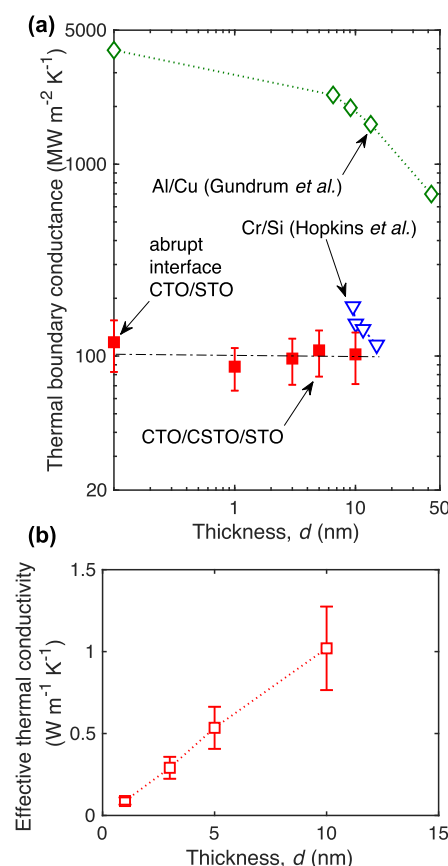 (a)
5000
1000
100
20
Thermal boundary conductance (MW m-2 K-1)
Al/Cu (Gundrum et al.)
Cr/Si (Hopkins et al.)
abrupt
interface
CTO/STO
CTO/CSTO/STO
1
10
50
Thickness, d (nm)
(b)
1.5
1
0.5
0
Effective thermal conductivity
(W m-1 K-1)
0
5
10
15
Thickness, d (nm)